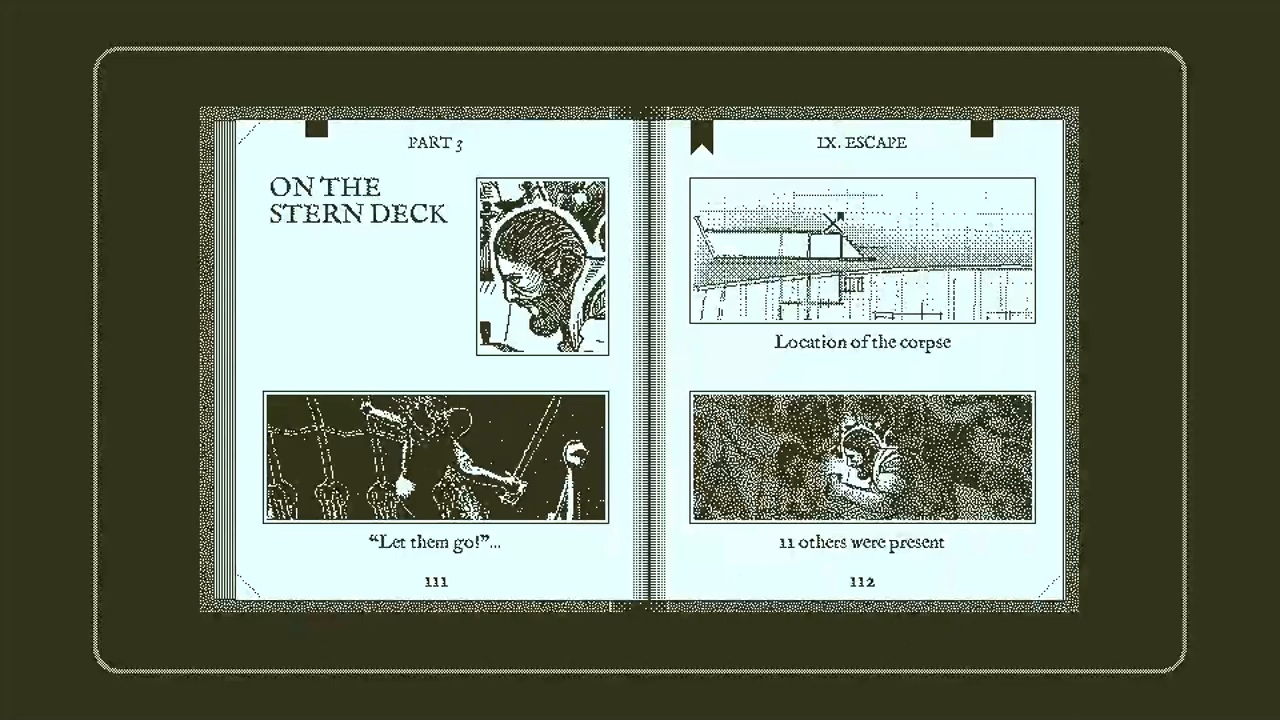 PART 3
ON THE
STERN DECK
"Let them go!"...
111
IX. ESCAPE
Location of the corpse
11 others were present
112